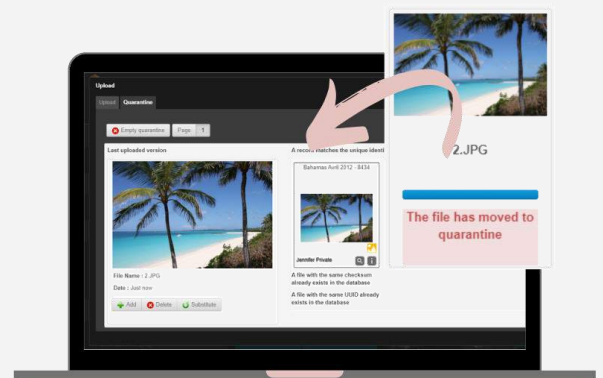 Upload
Upload Quarantine
Empty quarantine Page 1
Last uploaded version
A record matches the unique identi
Bahamas Avril 2012 - 8434
Jennifer Private
A file with the same checksum
already exists in the database
A file with the same UUID already
exists in the database
File Name : 2.JPG
Date : Just now
Add Delete Substitute
2.JPG
The file has moved to
quarantine